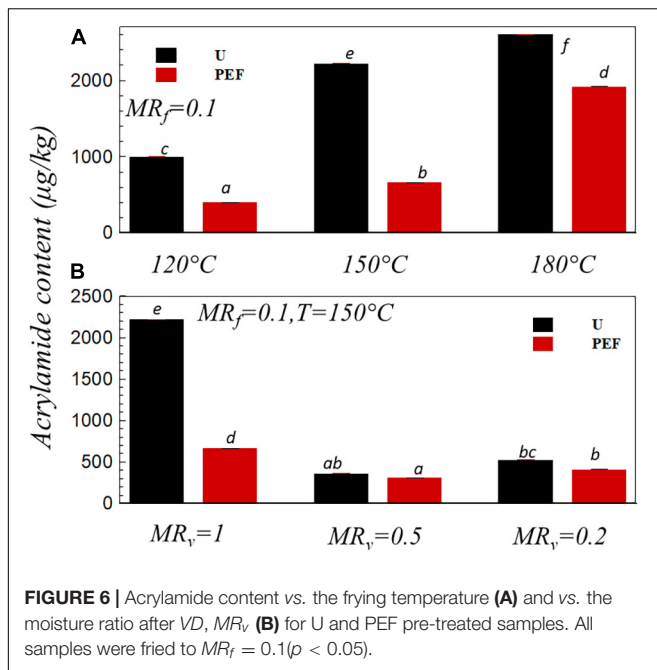 A
U
PEF
MRf=0.1
Acrylamide content (µg/kg)
2000
1000
0
c
a
e
b
f
d
120°C
150°C
180°C
B
MRf=0.1,T=150°C
U
PEF
2500
2000
1500
1000
500
0
e
d
ab
a
bc
b
MRv=1
MRv=0.5
MRv=0.2
FIGURE 6 | Acrylamide content vs. the frying temperature (A) and vs. the
moisture ratio after VD, MRv (B) for U and PEF pre-treated samples. All
samples were fried to MRf = 0.1(p < 0.05).